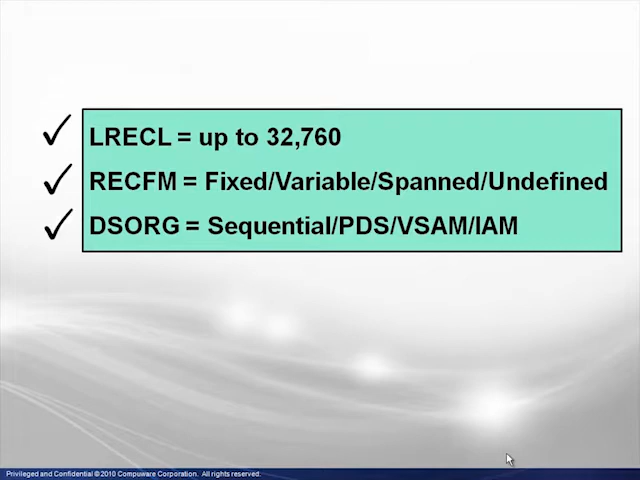 LRECL = up to 32,760
RECFM = Fixed/Variable/Spanned/Undefined
DSORG = Sequential/PDS/VSAM/IAM
Privileged and Confidential © 2010 Compuware Corporation. All rights reserved.